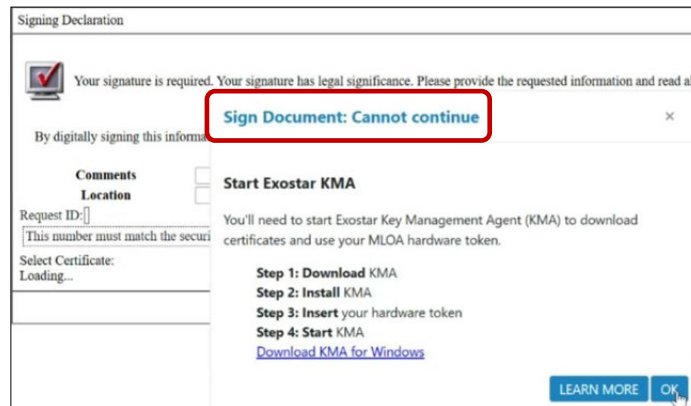 Signing Declaration
Your signature is required. Your signature has legal significance. Please provide the requested information and read
Sign Document: Cannot continue
×
By digitally signing this
Comments
Location
Start Exostar KMA
Request ID:
You'll need to start Exostar Key Management Agent (KMA) to download
This number must match the
certificates and use your MLOA hardware token.
Select Certificate:
Loading...
Step 1: Download KMA
Step 2: Install KMA
Step 3: Insert your hardware token
Step 4: Start KMA
Download KMA for Windows
LEARN MORE
OK